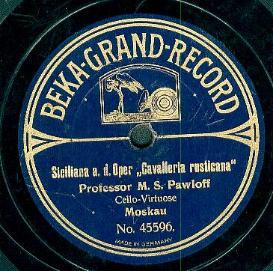 BEKA-GRAND-RECORD
Siciliana a. d. Oper „Cavalleria rusticana"
Professor M. S. Pawloff
Cello-Virtuose
Moskau
No. 45596.
MADE IN GERMANY